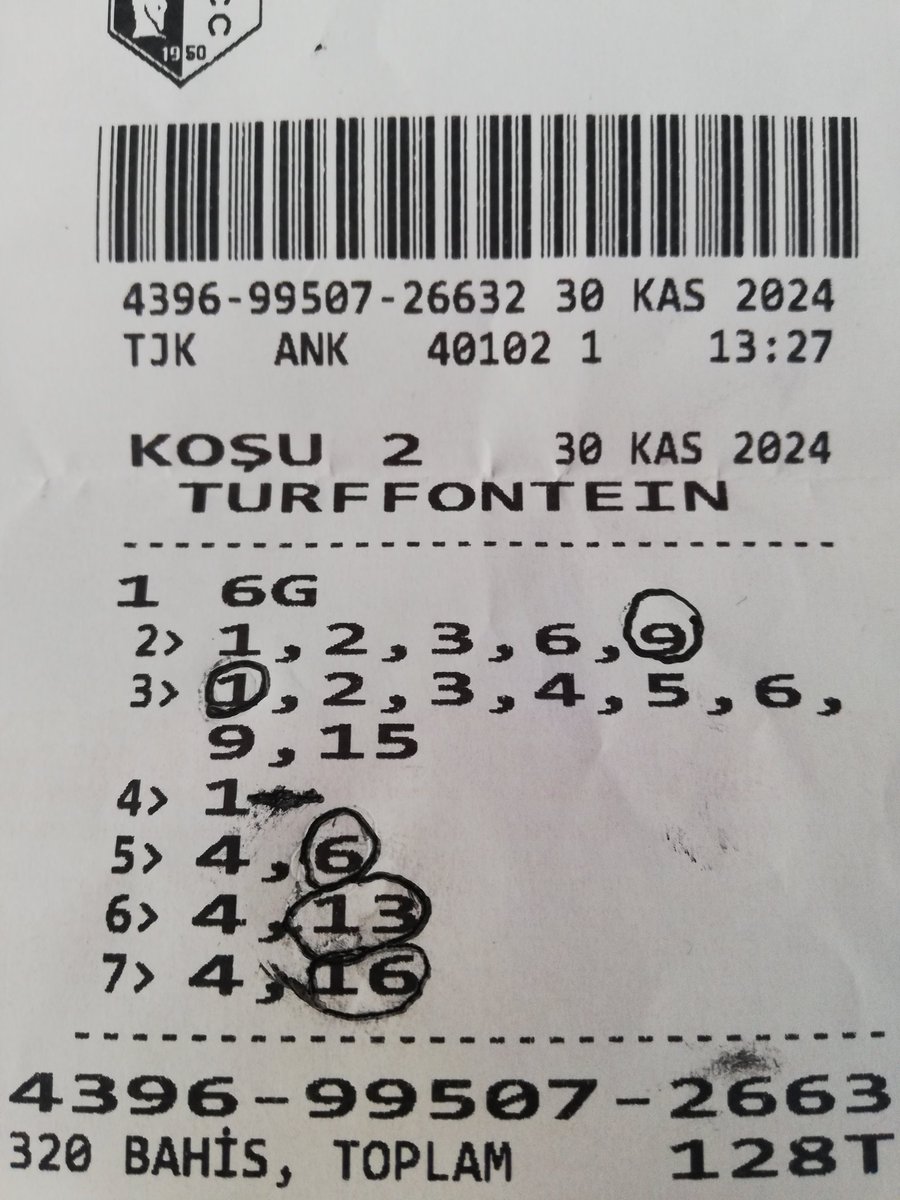 CC
1950
4396-99507-26632 30 KAS 2024
TJK ANK 40102 1 13:27
KOŞU 2 30 KAS 2024
TURFFONTEIN
1 6G
2> 1,2,3,6,9
3> 1,2,3,4,5,6,
9,15
4> 1
5> 4,6
6> 4,13
7> 4,16
4396-99507-2663
320 BAHİS, TOPLAM 128T